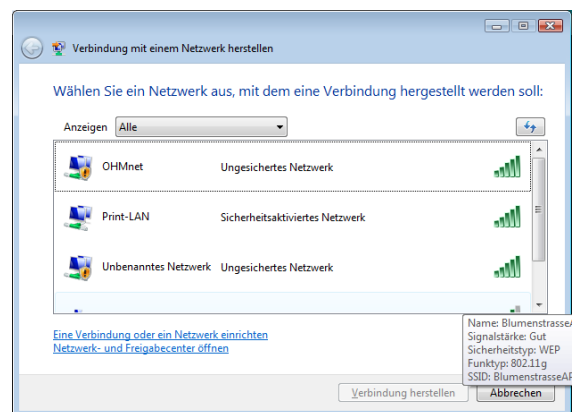 Verbindung mit einem Netzwerk herstellen
Wählen Sie ein Netzwerk aus, mit dem eine Verbindung hergestellt werden soll:
Anzeigen Alle
OHMnet Ungesichertes Netzwerk
Print-LAN Sicherheitsaktiviertes Netzwerk
Unbenanntes Netzwerk Ungesichertes Netzwerk
Eine Verbindung oder ein Netzwerk einrichten
Netzwerk- und Freigabecenter öffnen
Name: BlumenstrasseA
Signalstärke: Gut
Sicherheitstyp: WEP
Funktyp: 802.11g
SSID: BlumenstrasseAP
Verbindung herstellen Abbrechen